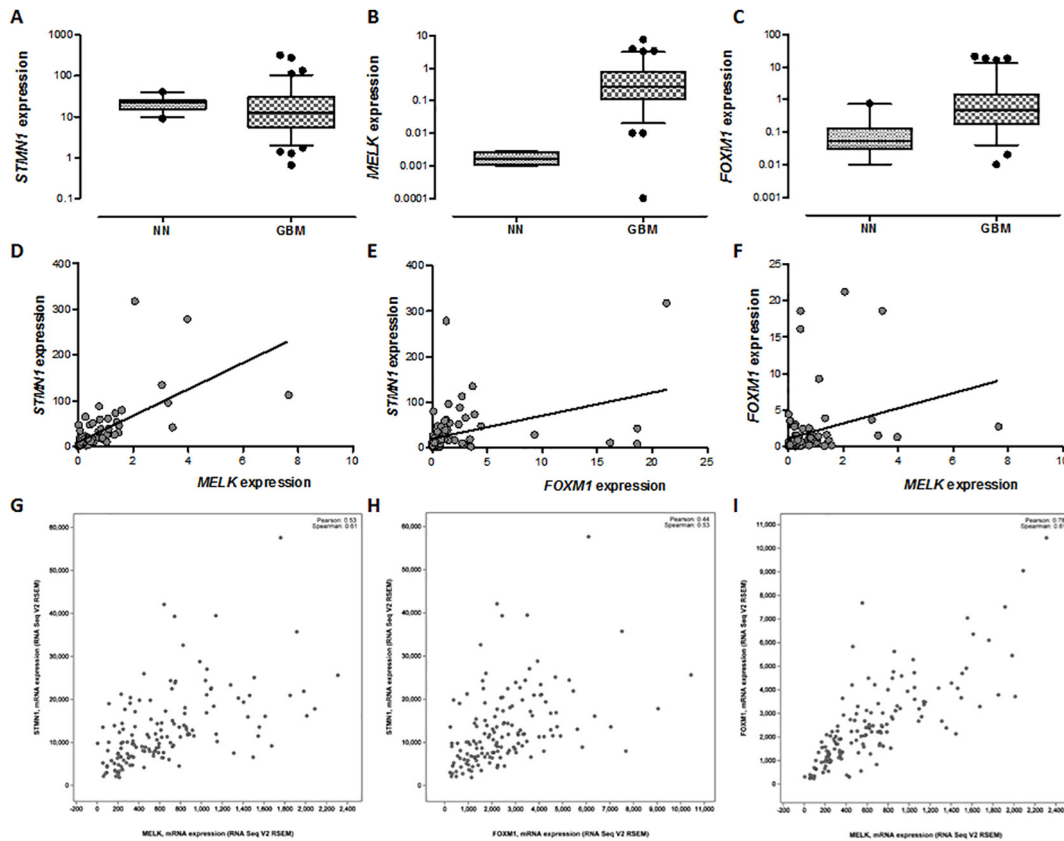 A
B
C
STMN1 expression
1000
100
10
1
0.1
NN
GBM
MELK expression
10
1
0.1
0.01
0.001
0.0001
NN
GBM
FOXM1 expression
100
10
1
0.1
0.01
0.001
NN
GBM
D
E
F
STMN1 expression
400
300
200
100
0
0 2 4 6 8 10
MELK expression
STMN1 expression
400
300
200
100
0
0 5 10 15 20 25
FOXM1 expression
FOXM1 expression
25
20
15
10
5
0
0 2 4 6 8 10
MELK expression
G
H
I
Pearson: 0.53
Spearman: 0.61
STMN1, mRNA expression (RNA Seq V2 RSEM)
60,000
50,000
40,000
30,000
20,000
10,000
0
-200 0 200 400 600 800 1,000 1,200 1,400 1,600 1,800 2,000 2,200 2,400
MELK, mRNA expression (RNA Seq V2 RSEM)
Pearson: 0.44
Spearman: 0.53
STMN1, mRNA expression (RNA Seq V2 RSEM)
60,000
50,000
40,000
30,000
20,000
10,000
0
0 1,000 2,000 3,000 4,000 5,000 6,000 7,000 8,000 9,000 10,000 11,000
FOXM1, mRNA expression (RNA Seq V2 RSEM)
Pearson:
Spearman:
FOXM1, mRNA expression (RNA Seq V2 RSEM)
11,000
10,000
9,000
8,000
7,000
6,000
5,000
4,000
3,000
2,000
1,000
0
-200 0 200 400 600 800 1,000 1,200 1,400 1,600 1,800 2,000 2,200 2,400
MELK, mRNA expression (RNA Seq V2 RSEM)